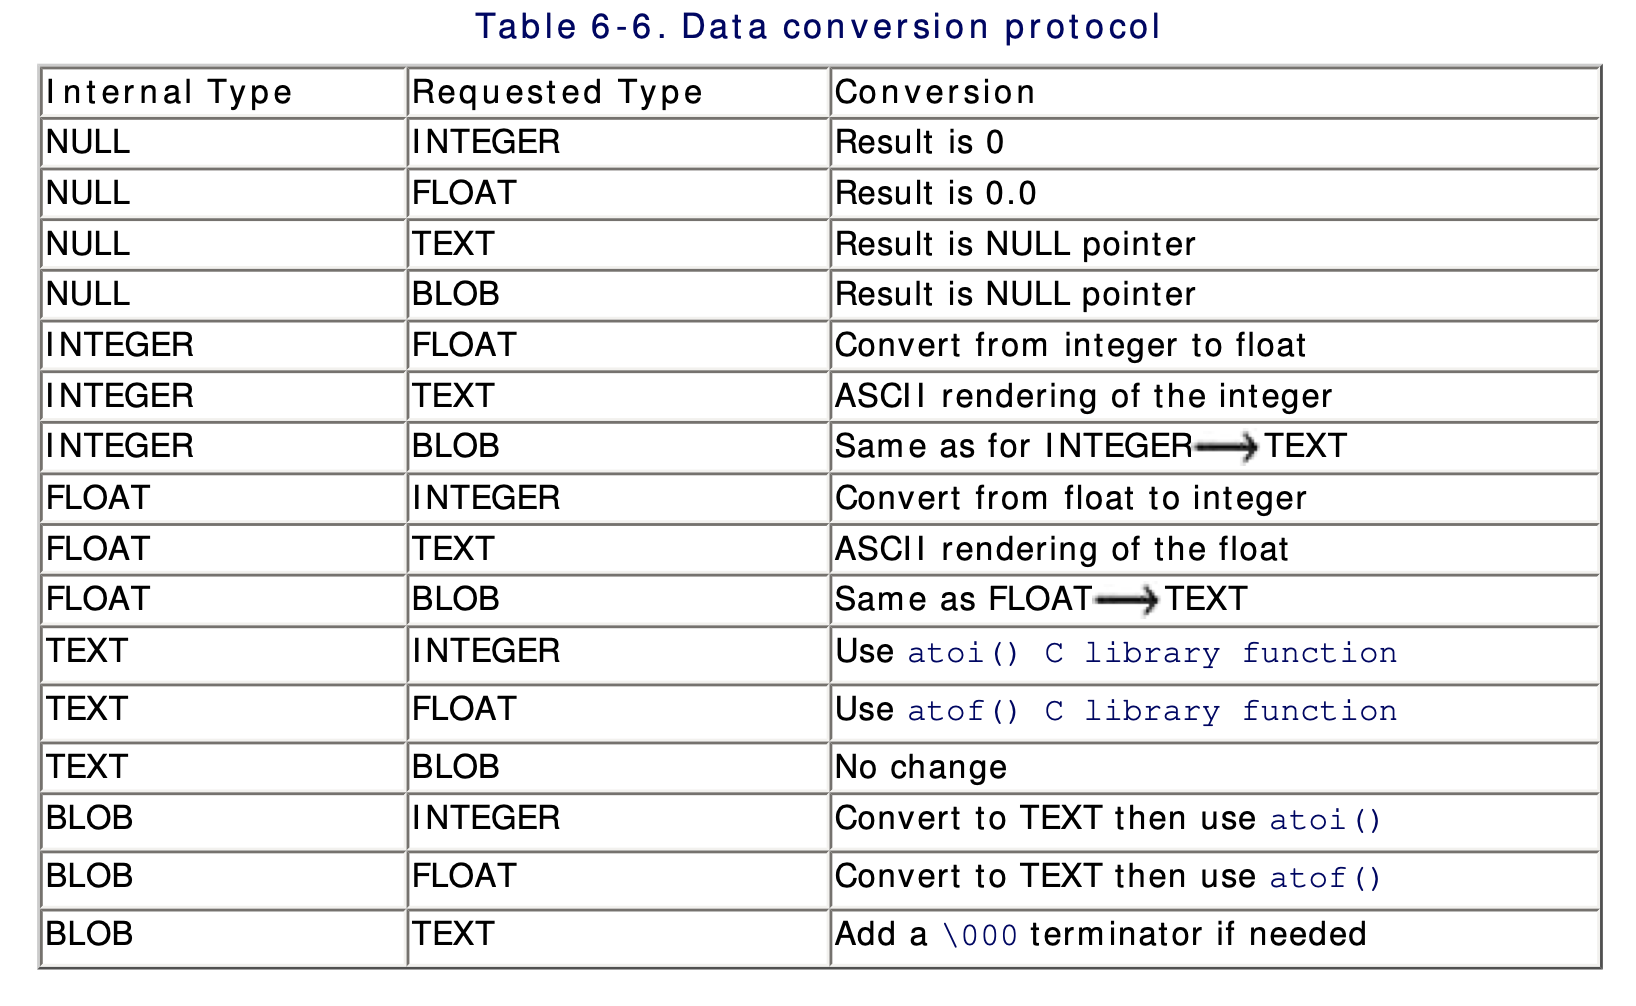 Table 6-6. Data conversion protocol
Internal Type Requested Type Conversion
NULL INTEGER Result is 0
NULL FLOAT Result is 0.0
NULL TEXT Result is NULL pointer
NULL BLOB Result is NULL pointer
INTEGER FLOAT Convert from integer to float
INTEGER TEXT ASCII rendering of the integer
INTEGER BLOB Same as for INTEGER⟶TEXT
FLOAT INTEGER Convert from float to integer
FLOAT TEXT ASCII rendering of the float
FLOAT BLOB Same as FLOAT⟶TEXT
TEXT INTEGER Use atoi() C library function
TEXT FLOAT Use atof() C library function
TEXT BLOB No change
BLOB INTEGER Convert to TEXT then use atoi()
BLOB FLOAT Convert to TEXT then use atof()
BLOB TEXT Add a \000 terminator if needed